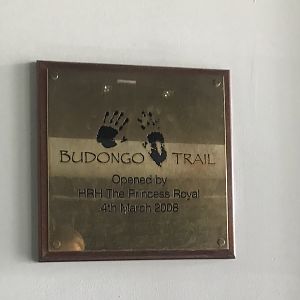 BUDONGO TRAIL
Opened by
HRH The Princess Royal
4th March 2008